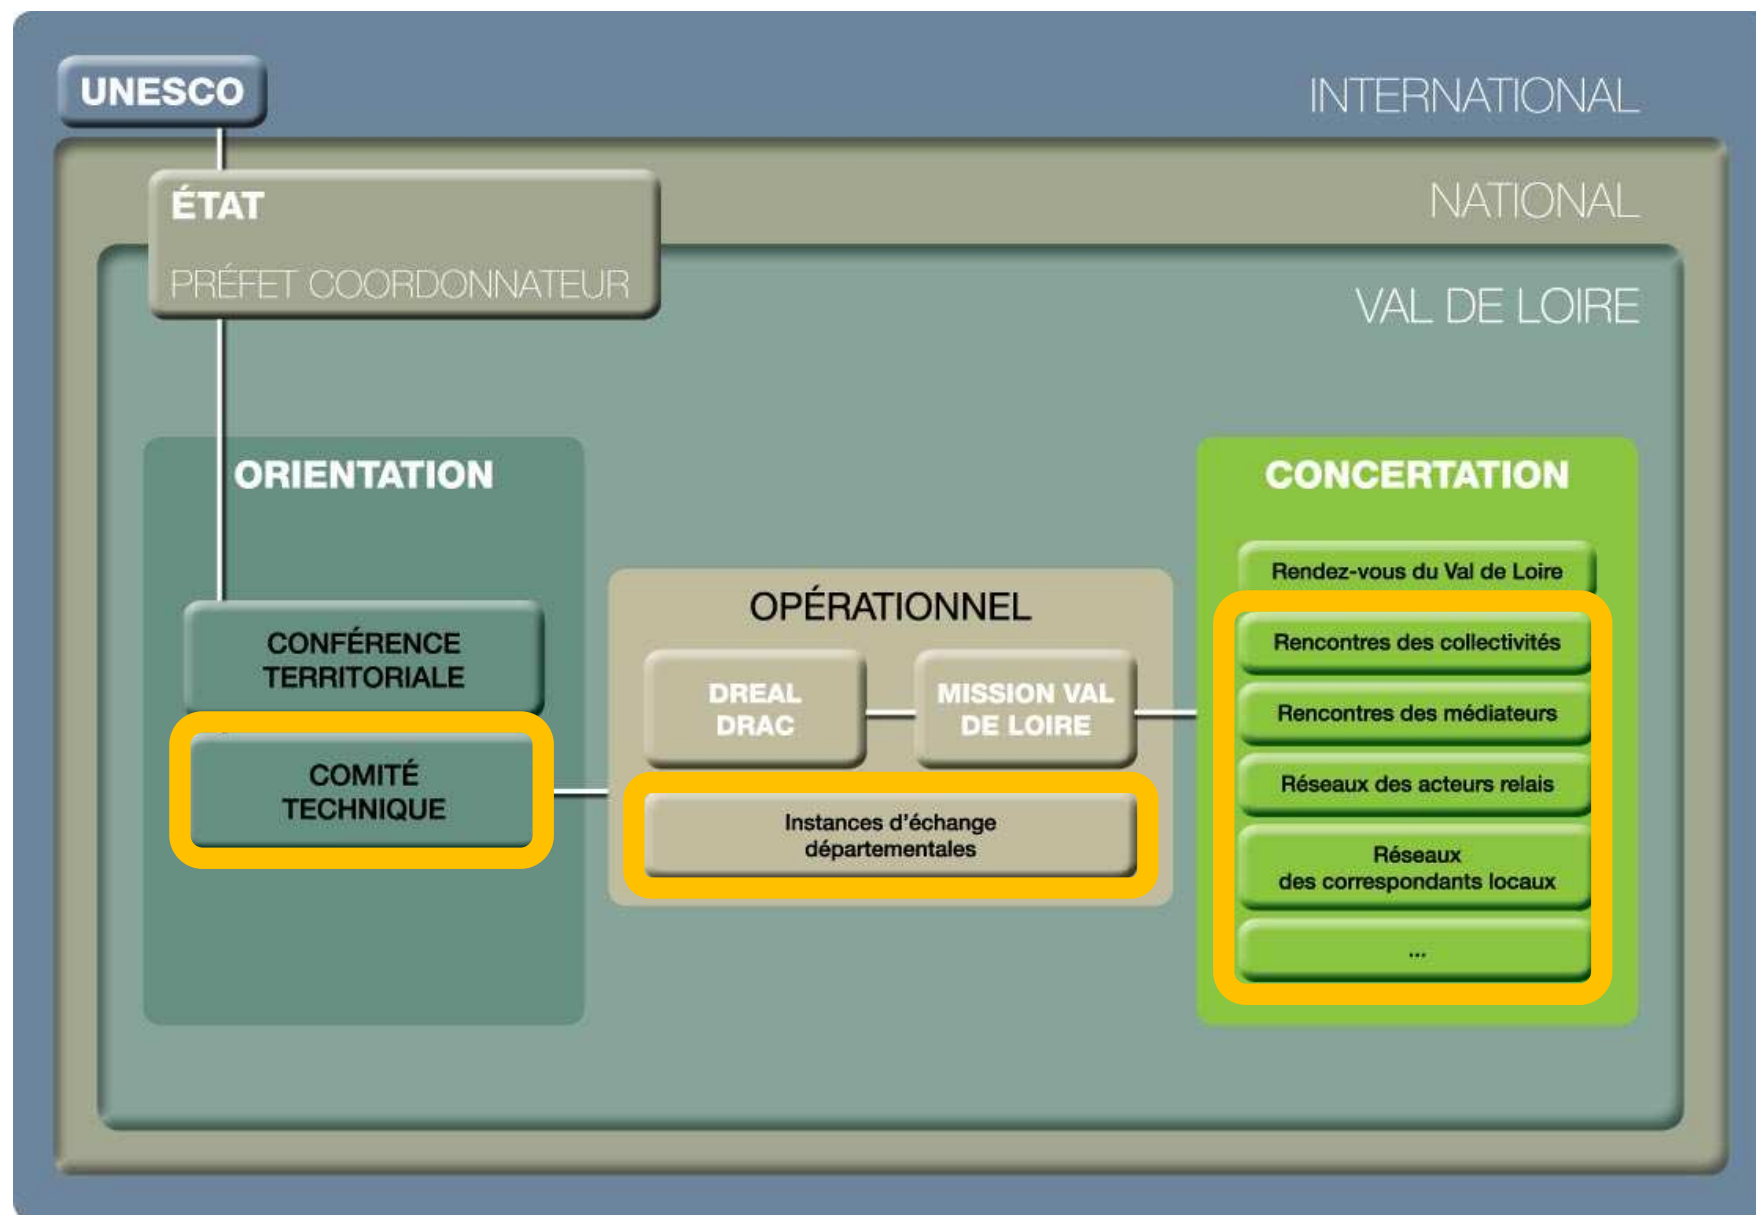 UNESCO
INTERNATIONAL
ÉTAT
NATIONAL
PRÉFET COORDONNATEUR
VAL DE LOIRE
ORIENTATION
CONFÉRENCE
TERRITORIALE
COMITÉ
TECHNIQUE
OPÉRATIONNEL
DREAL
DRAC
MISSION VAL
DE LOIRE
Instances d'échange
départementales
CONCERTATION
Rendez-vous du Val de Loire
Rencontres des collectivités
Rencontres des médiateurs
Réseaux des acteurs relais
Réseaux
des correspondants locaux
...